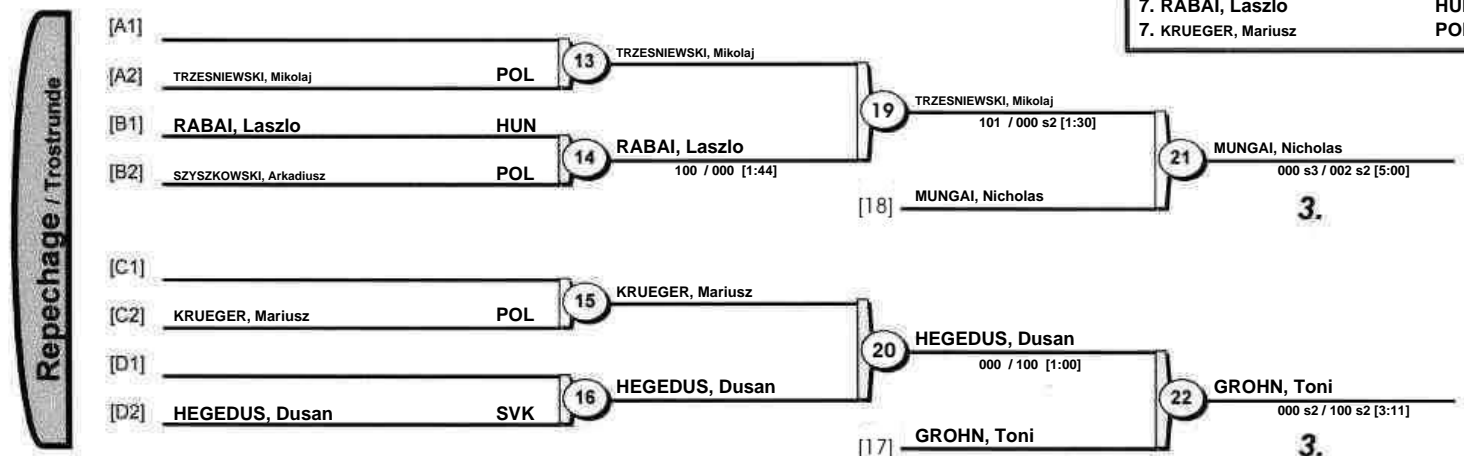 7. RABAI, Laszlo HU
7. KRUEGER, Mariusz PO
Repechage / Trostrunde
[A1]
[A2] TRZESNIEWSKI, Mikolaj POL
13 TRZESNIEWSKI, Mikolaj
[B1] RABAI, Laszlo HUN
[B2] SZYSZKOWSKI, Arkadiusz POL
14 RABAI, Laszlo
100 / 000 [1:44]
19 TRZESNIEWSKI, Mikolaj
101 / 000 s2 [1:30]
[18] MUNGAI, Nicholas
21 MUNGAI, Nicholas
000 s3 / 002 s2 [5:00]
3.
[C1]
[C2] KRUEGER, Mariusz POL
15 KRUEGER, Mariusz
[D1]
[D2] HEGEDUS, Dusan SVK
16 HEGEDUS, Dusan
20 HEGEDUS, Dusan
000 / 100 [1:00]
[17] GROHN, Toni
22 GROHN, Toni
000 s2 / 100 s2 [3:11]
3.